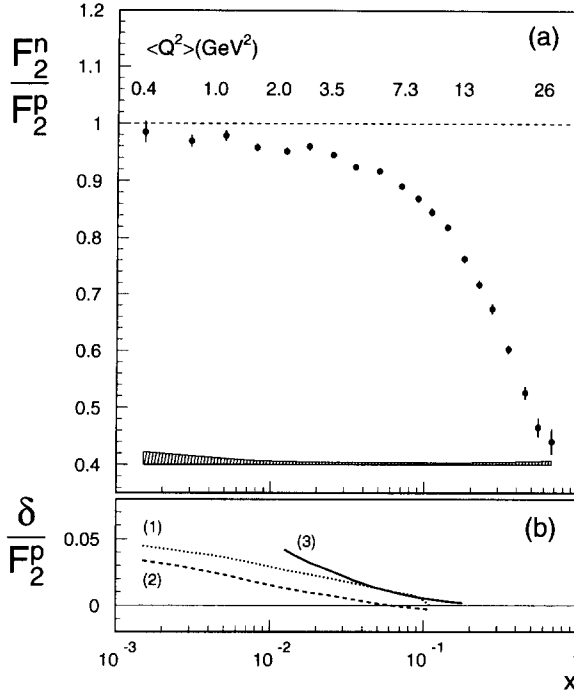 F₂ⁿ
F₂ᵖ
<Q²>(GeV²)
(a)
0.4 1.0 2.0 3.5 7.3 13 26
1.2
1.1
1
0.9
0.8
0.7
0.6
0.5
0.4
δ
F₂ᵖ
(b)
(1)
(2)
(3)
0.05
0
10⁻³ 10⁻² 10⁻¹ 1
x